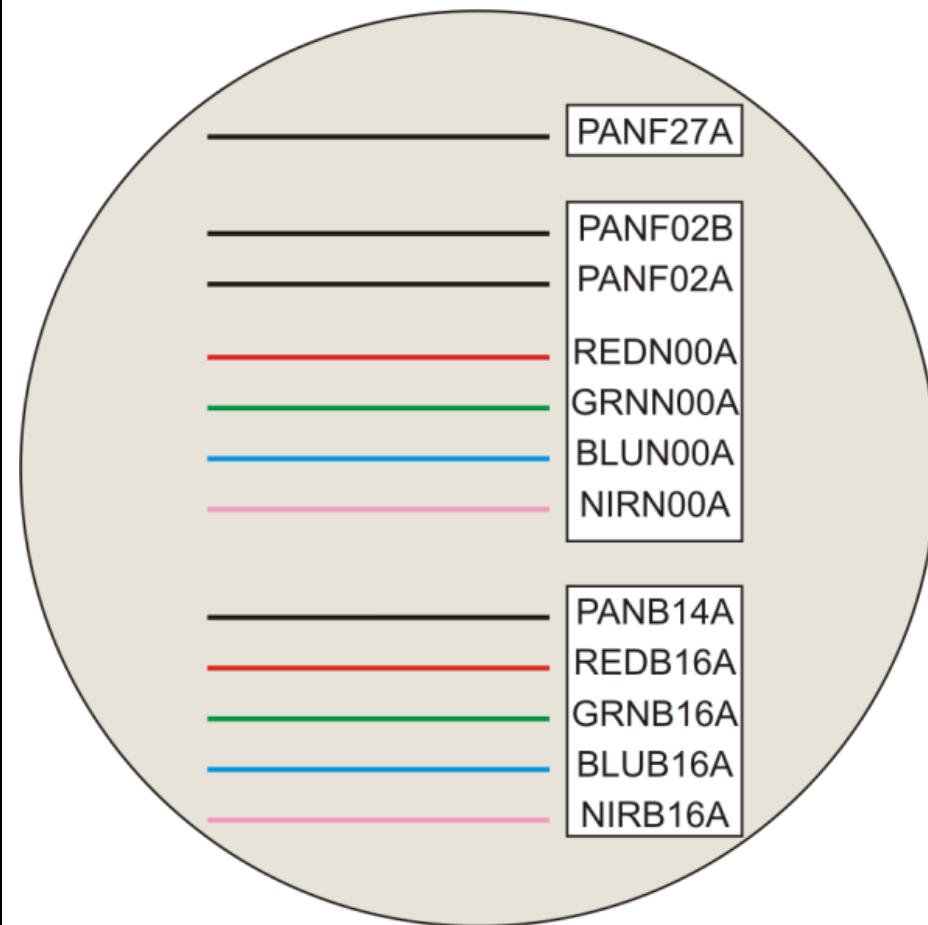 PANF27A
PANF02B
PANF02A
REDN00A
GRNN00A
BLUN00A
NIRN00A
PANB14A
REDB16A
GRNB16A
BLUB16A
NIRB16A